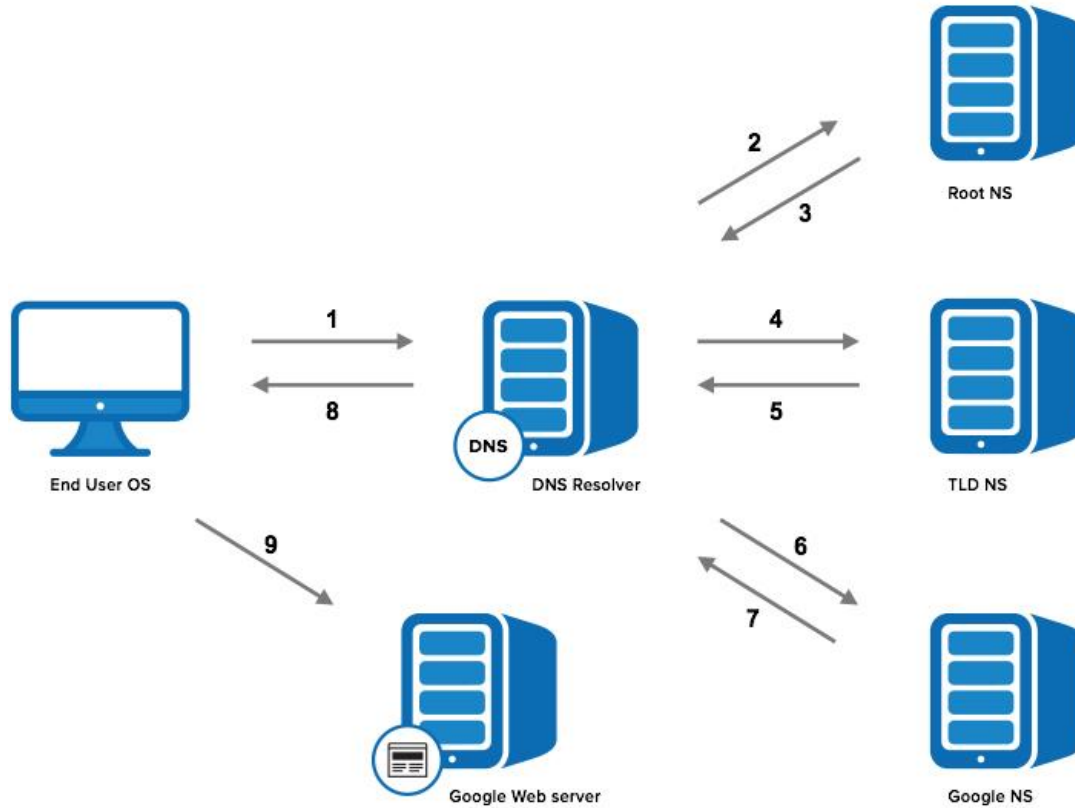 2
Root NS
3
1
4
8
5
DNS
End User OS
DNS Resolver
TLD NS
9
6
7
Google Web server
Google NS